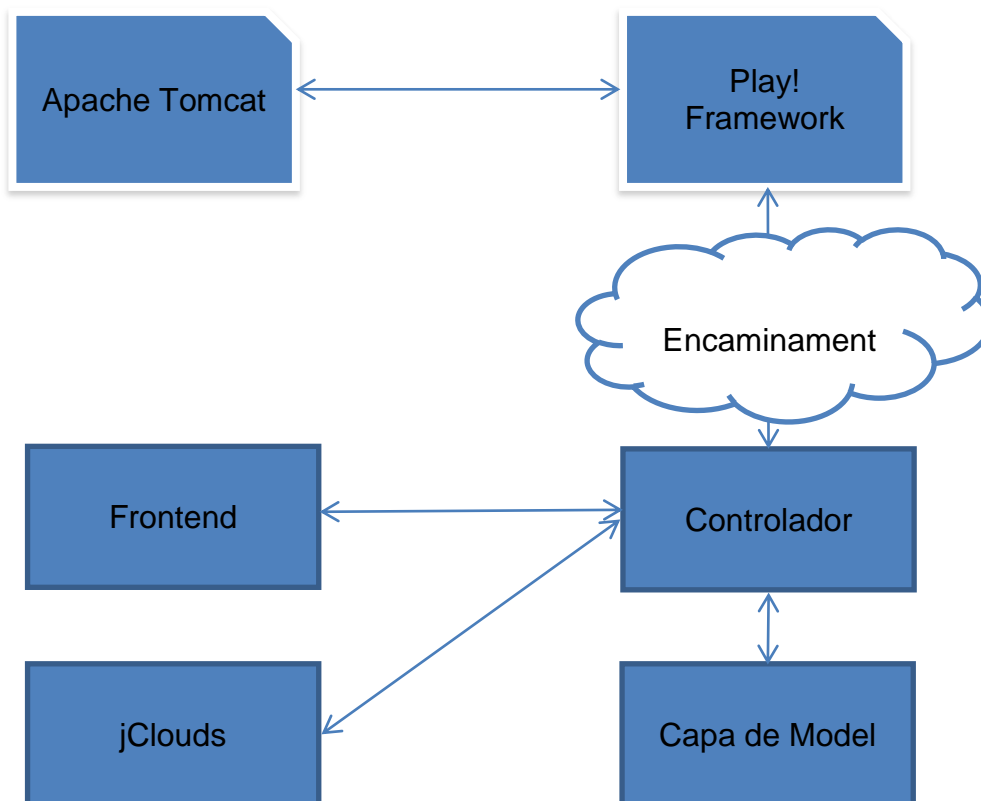 Apache Tomcat
Play!
Framework
Encaminament
Frontend
Controlador
jClouds
Capa de Model